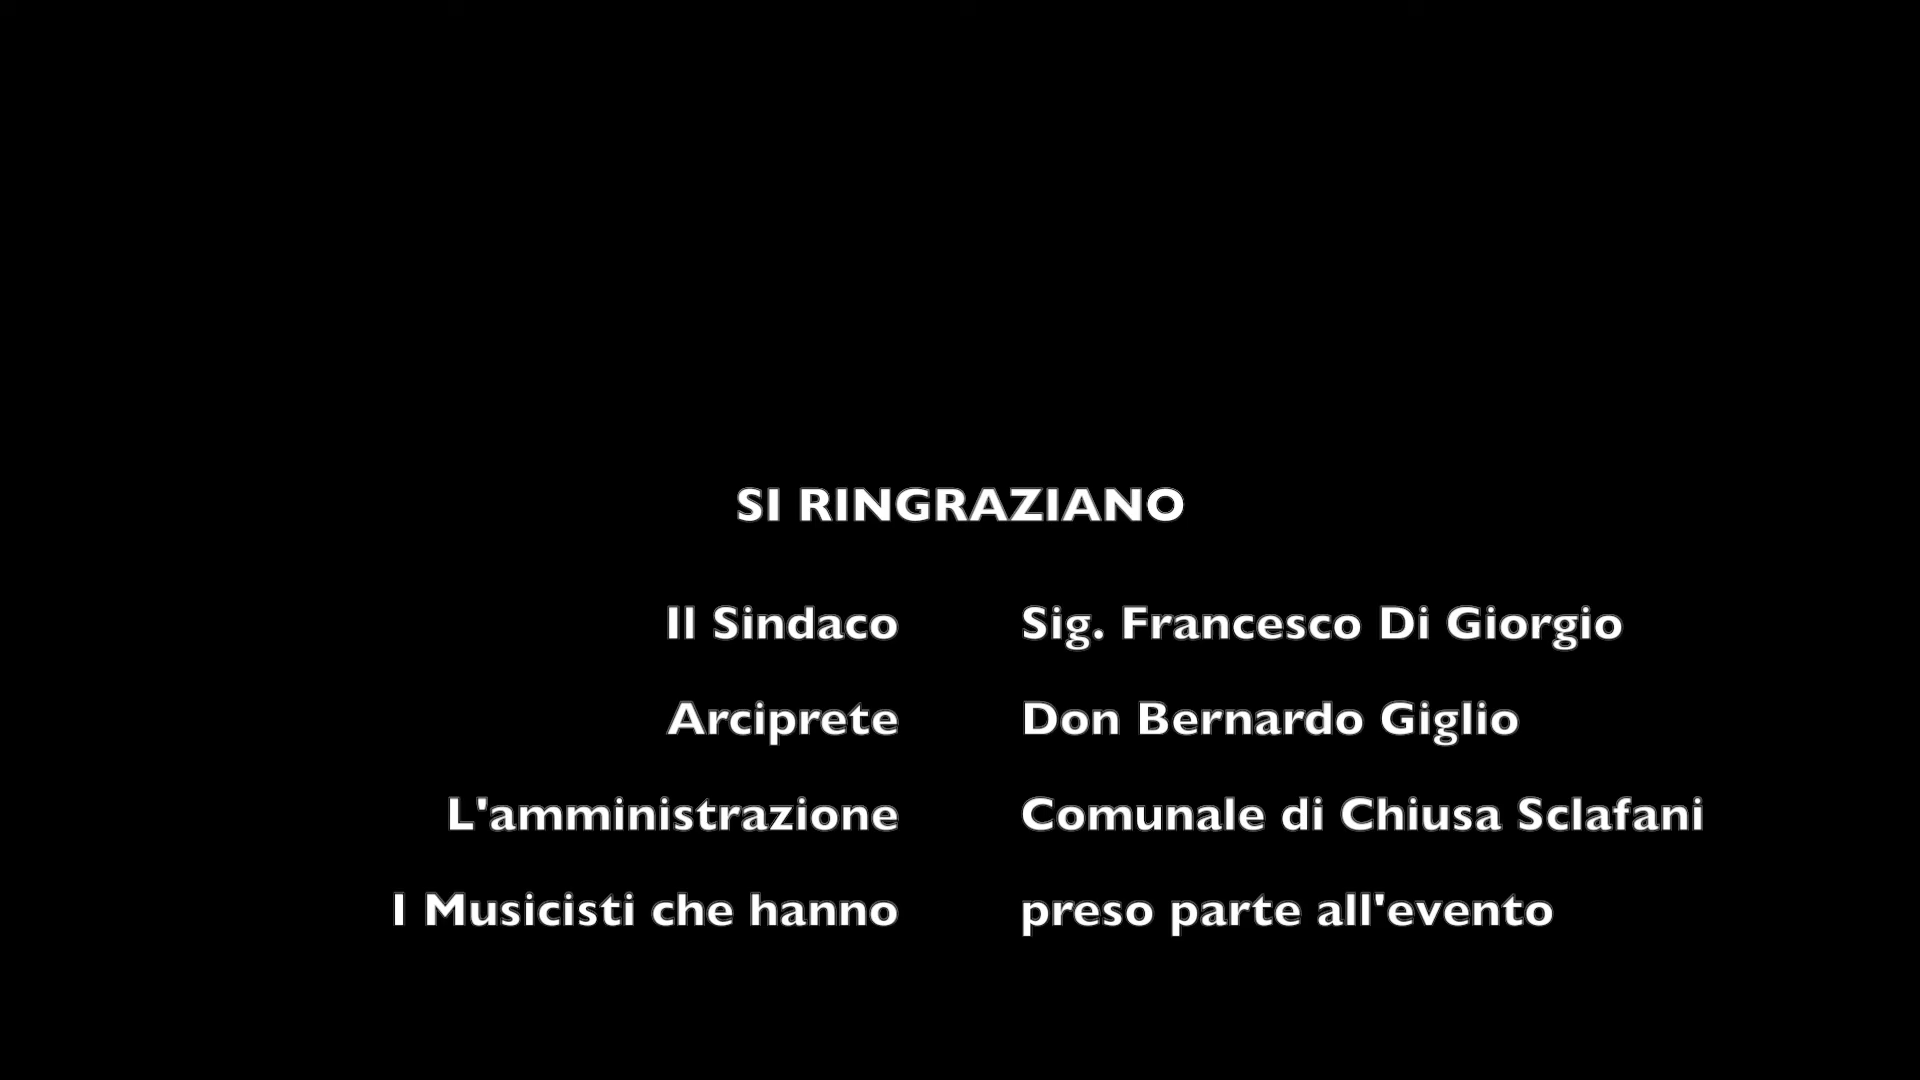 SI RINGRAZIANO
Il Sindaco Sig. Francesco Di Giorgio
Arciprete Don Bernardo Giglio
L'amministrazione Comunale di Chiusa Sclafani
I Musicisti che hanno preso parte all'evento